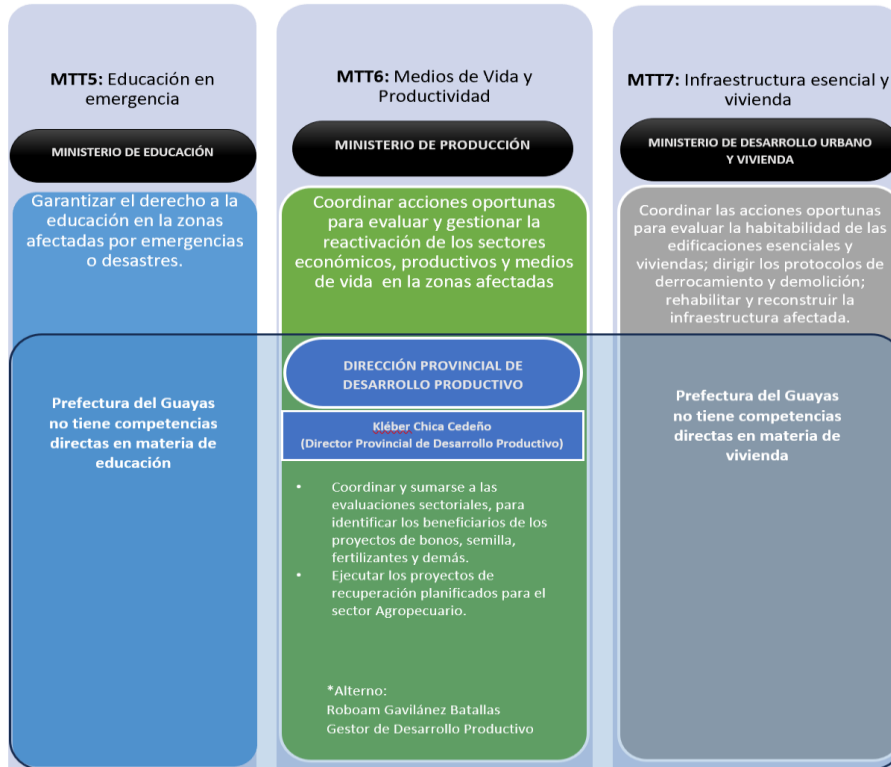 MTT5: Educación en
emergencia
MINISTERIO DE EDUCACIÓN
Garantizar el derecho a la
educación en la zonas
afectadas por emergencias
o desastres.
Prefectura del Guayas
no tiene competencias
directas en materia de
educación
MTT6: Medios de Vida y
Productividad
MINISTERIO DE PRODUCCIÓN
Coordinar acciones oportunas
para evaluar y gestionar la
reactivación de los sectores
económicos, productivos y medios
de vida en la zonas afectadas
DIRECCIÓN PROVINCIAL DE
DESARROLLO PRODUCTIVO
Kléber Chica Cedeño
(Director Provincial de Desarrollo Productivo)
• Coordinar y sumarse a las
evaluaciones sectoriales, para
identificar los beneficiarios de los
proyectos de bonos, semilla,
fertilizantes y demás.
• Ejecutar los proyectos de
recuperación planificados para el
sector Agropecuario.
*Alterno:
Roboam Gavilánez Batallas
Gestor de Desarrollo Productivo
MTT7: Infraestructura esencial y
vivienda
MINISTERIO DE DESARROLLO URBANO
Y VIVIENDA
Coordinar las acciones oportunas
para evaluar la habitabilidad de las
edificaciones esenciales y
viviendas; dirigir los protocolos de
derrocamiento y demolición;
rehabilitar y reconstruir la
infraestructura afectada.
Prefectura del Guayas
no tiene competencias
directas en materia de
vivienda